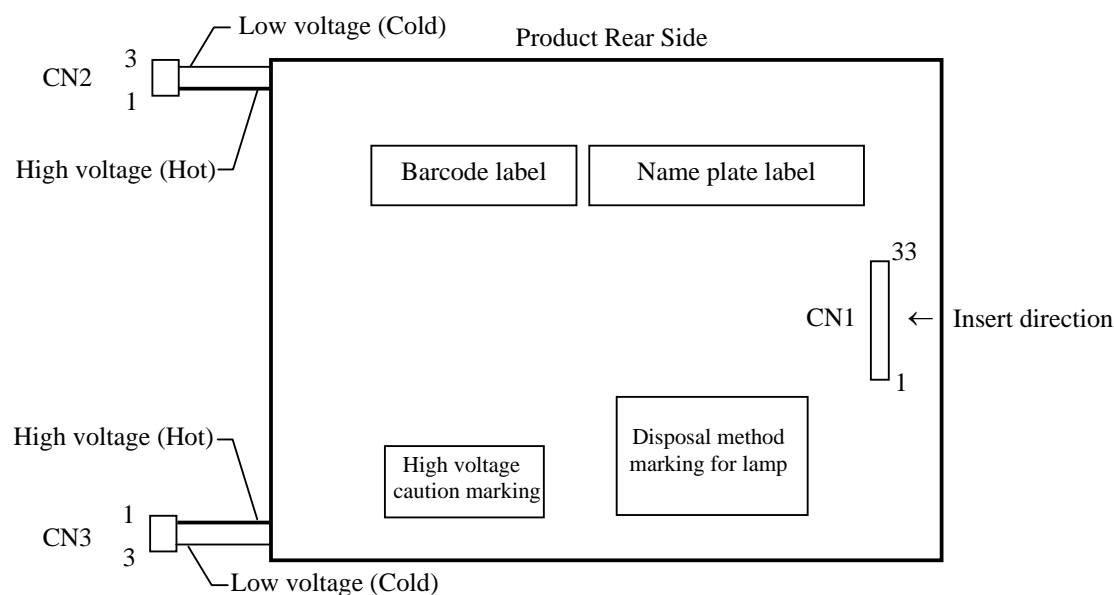 Low voltage (Cold)
Product Rear Side
3
CN2
1
High voltage (Hot)
Barcode label
Name plate label
33
CN1
← Insert direction
1
High voltage (Hot)
Disposal method
marking for lamp
High voltage
caution marking
1
CN3
3
Low voltage (Cold)